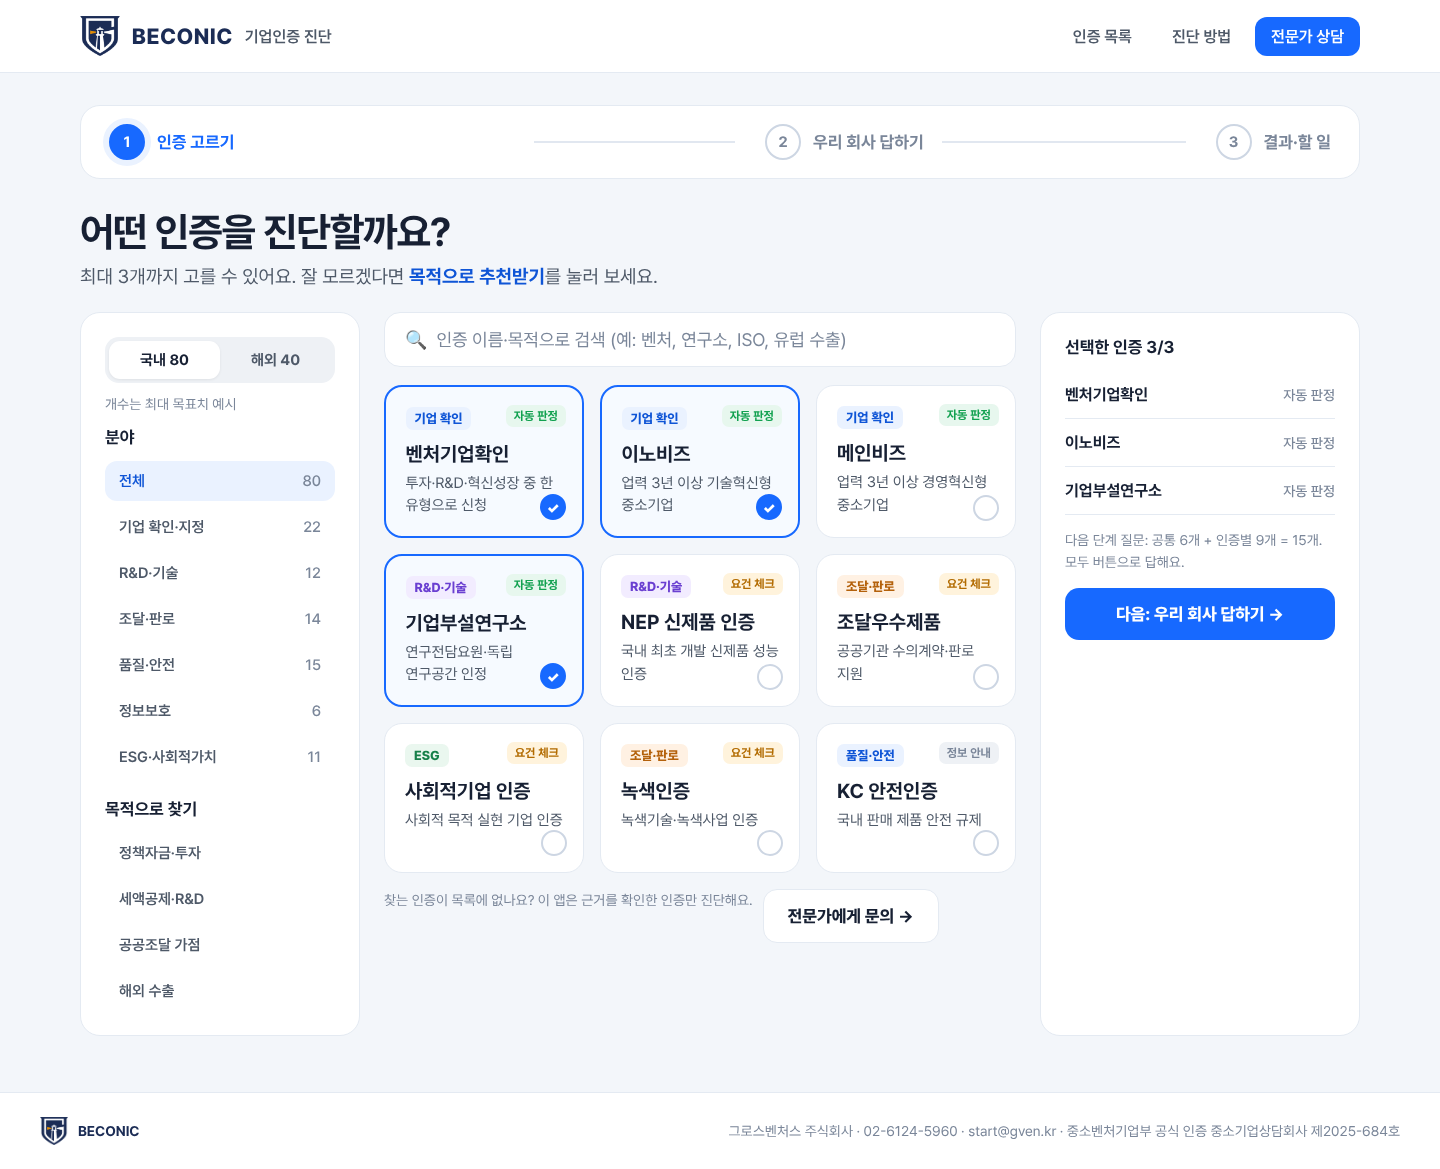 BECONIC 기업인증 진단
인증 목록
진단 방법
전문가 상담
1 인증 고르기
2 우리 회사 답하기
3 결과·할 일
어떤 인증을 진단할까요?
최대 3개까지 고를 수 있어요. 잘 모르겠다면 목적으로 추천받기를 눌러 보세요.
국내 80
해외 40
개수는 최대 목표치 예시
분야
전체 80
기업 확인·지정 22
R&D·기술 12
조달·판로 14
품질·안전 15
정보보호 6
ESG·사회적가치 11
목적으로 찾기
정책자금·투자
세액공제·R&D
공공조달 가점
해외 수출
인증 이름·목적으로 검색 (예: 벤처, 연구소, ISO, 유럽 수출)
기업 확인
자동 판정
벤처기업확인
투자·R&D·혁신성장 중 한
유형으로 신청
기업 확인
자동 판정
이노비즈
업력 3년 이상 기술혁신형
중소기업
기업 확인
자동 판정
메인비즈
업력 3년 이상 경영혁신형
중소기업
R&D·기술
자동 판정
기업부설연구소
연구전담요원·독립
연구공간 인정
R&D·기술
요건 체크
NEP 신제품 인증
국내 최초 개발 신제품 성능
인증
조달·판로
요건 체크
조달우수제품
공공기관 수의계약·판로
지원
ESG
요건 체크
사회적기업 인증
사회적 목적 실현 기업 인증
조달·판로
요건 체크
녹색인증
녹색기술·녹색사업 인증
품질·안전
정보 안내
KC 안전인증
국내 판매 제품 안전 규제
찾는 인증이 목록에 없나요? 이 앱은 근거를 확인한 인증만 진단해요.
전문가에게 문의 →
선택한 인증 3/3
벤처기업확인 자동 판정
이노비즈 자동 판정
기업부설연구소 자동 판정
다음 단계 질문: 공통 6개 + 인증별 9개 = 15개.
모두 버튼으로 답해요.
다음: 우리 회사 답하기 →
BECONIC
그로스벤처스 주식회사 · 02-6124-5960 · start@gven.kr · 중소벤처기업부 공식 인증 중소기업상담회사 제2025-684호